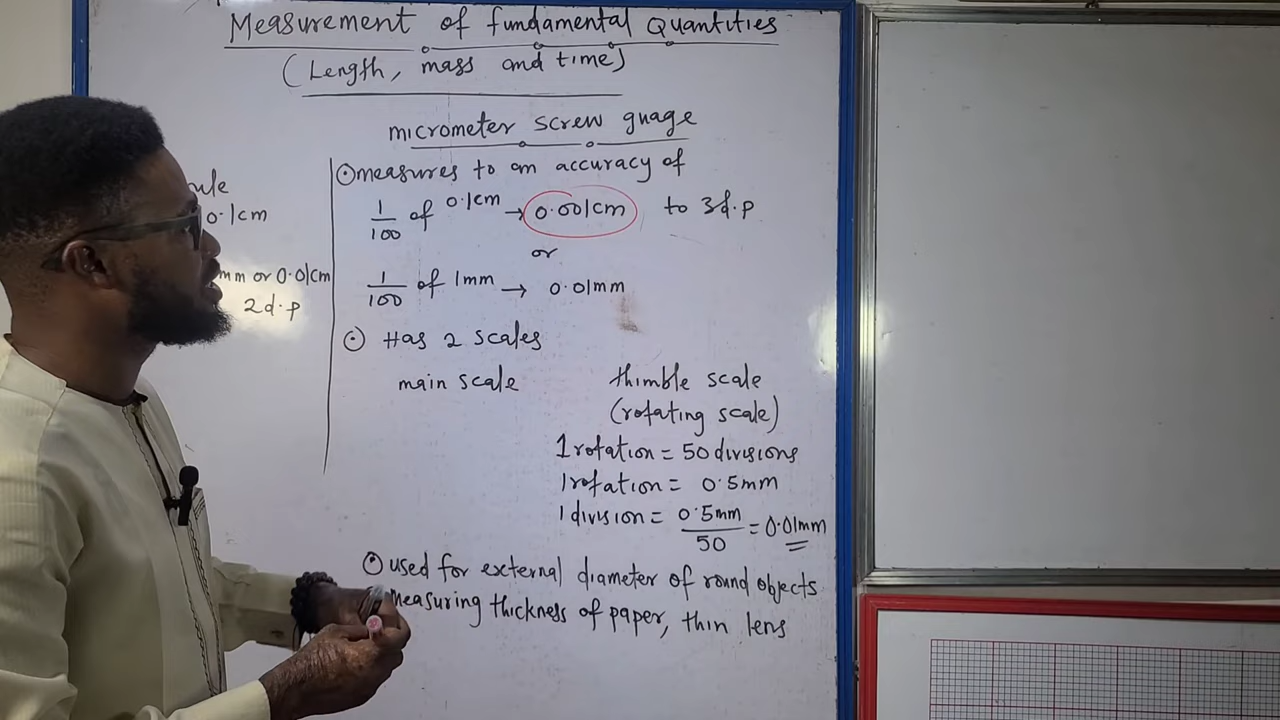 Measurement of fundamental Quantities
(Length, mass and time)
rule
0.1cm
mm or 0.01cm
2d.p
micrometer screw guage
measures to an accuracy of
1/100 of 0.1cm → 0.001cm to 3d.p
or
1/100 of 1mm → 0.01mm
Has 2 scales
main scale
thimble scale
(rotating scale)
1 rotation = 50 divisions
1 rotation = 0.5mm
1 division = 0.5mm/50 = 0.01mm
used for external diameter of round objects
measuring thickness of paper, thin lens